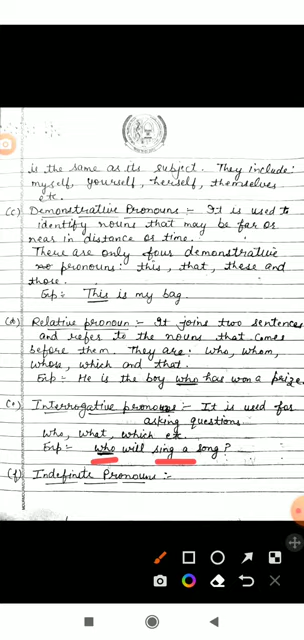 is the same as its subject. They include:
myself, yourself, herself, themselves
etc.
(c) Demonstrative Pronouns :- It is used to
identify nouns that may be far or
near in distance or time.
There are only four demonstrative
pronouns: this, that, these and
those.
Exp:- This is my bag.
(d) Relative pronoun :- It joins two sentences
and refers to the nouns that comes
before them. They are: who, whom,
whose, which and that.
Exp:- He is the boy who has won a prize.
(e) Interrogative pronouns :- It is used for
asking questions.
Who, what, which etc.
Exp:- who will sing a song?
(f) Indefinite Pronouns :-